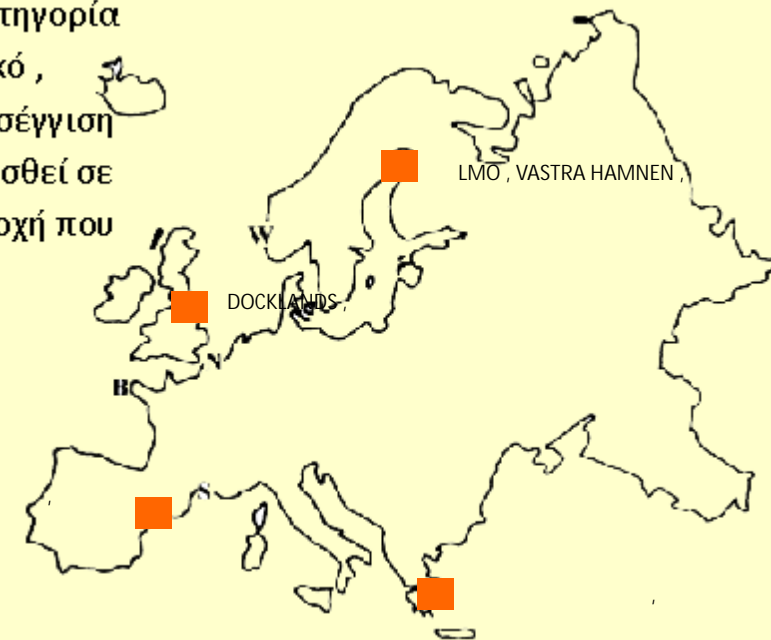 τηγορία
κό ,
σέγγιση
σθεί σε
οχή που
LMO , VASTRA HAMNEN ,
W
DOCKLANDS ,
N
B
S
,
,